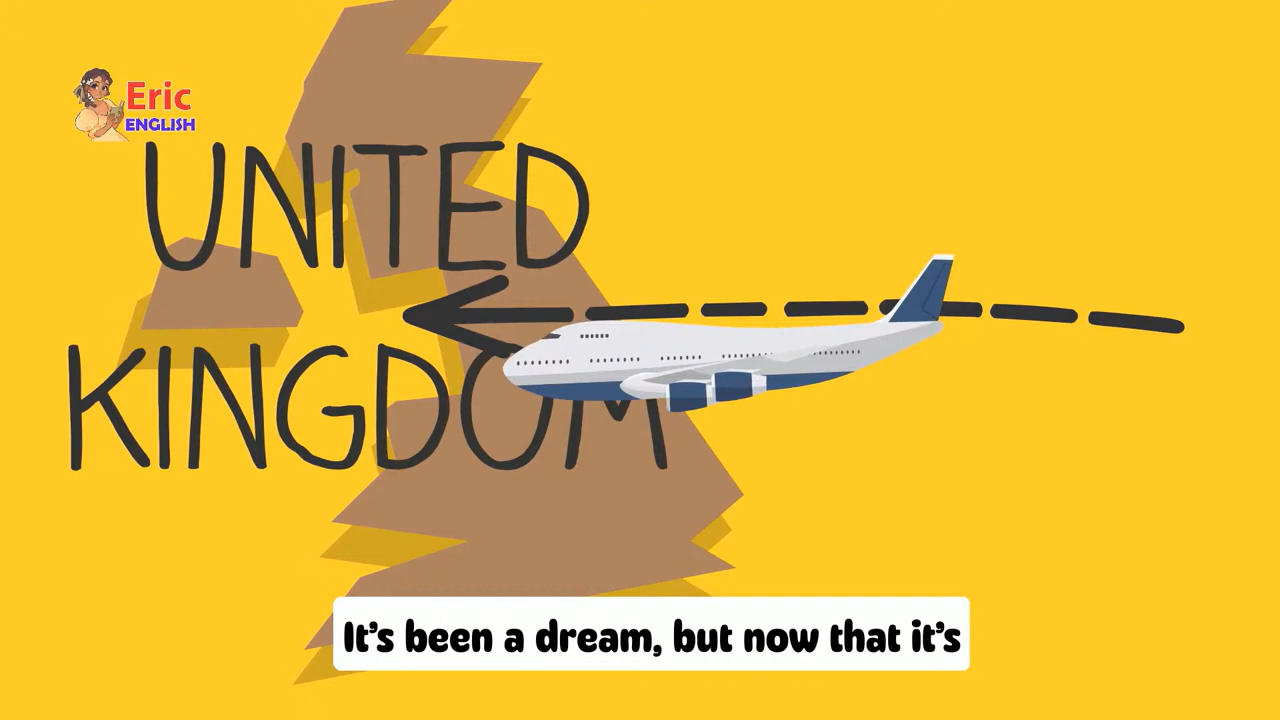 Eric
ENGLISH
UNITED
KINGDOM
It's been a dream, but now that it's